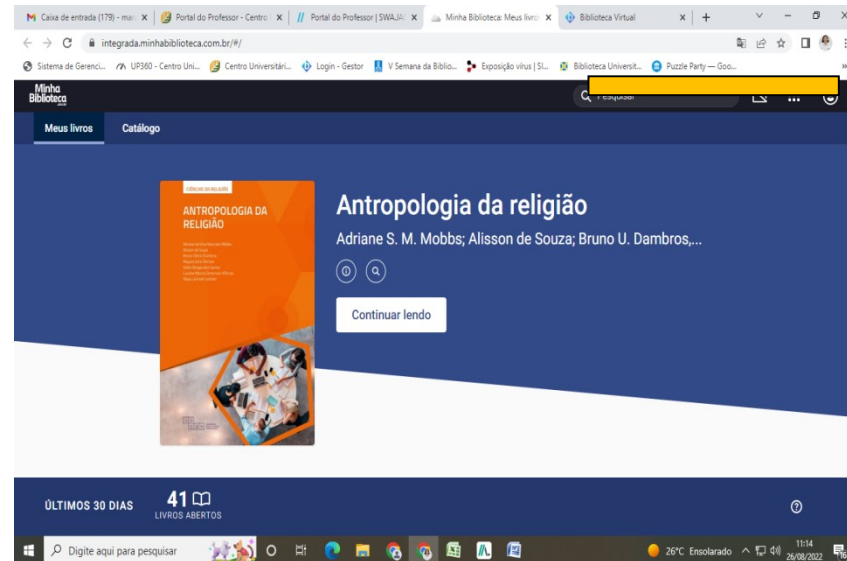 Caixa de entrada (179) - mar
Portal do Professor - Centro
Portal do Professor | SWAJA
Minha Biblioteca: Meus livro
Biblioteca Virtual
integrada.minhabiblioteca.com.br/#/
Sistema de Gerenci...
UP360 - Centro Uni...
Centro Universitári...
Login - Gestor
V Semana da Biblio...
Exposição vírus | Sl...
Biblioteca Universit...
Puzzle Party — Goo...
Minha
Biblioteca
Pesquisar
Meus livros
Catálogo
CIÊNCIAS DA RELIGIÃO
ANTROPOLOGIA DA
RELIGIÃO
Antropologia da religião
Adriane S. M. Mobbs; Alisson de Souza; Bruno U. Dambros,...
Continuar lendo
ÚLTIMOS 30 DIAS
41
LIVROS ABERTOS
Digite aqui para pesquisar
26°C Ensolarado
11:14
26/08/2022
16